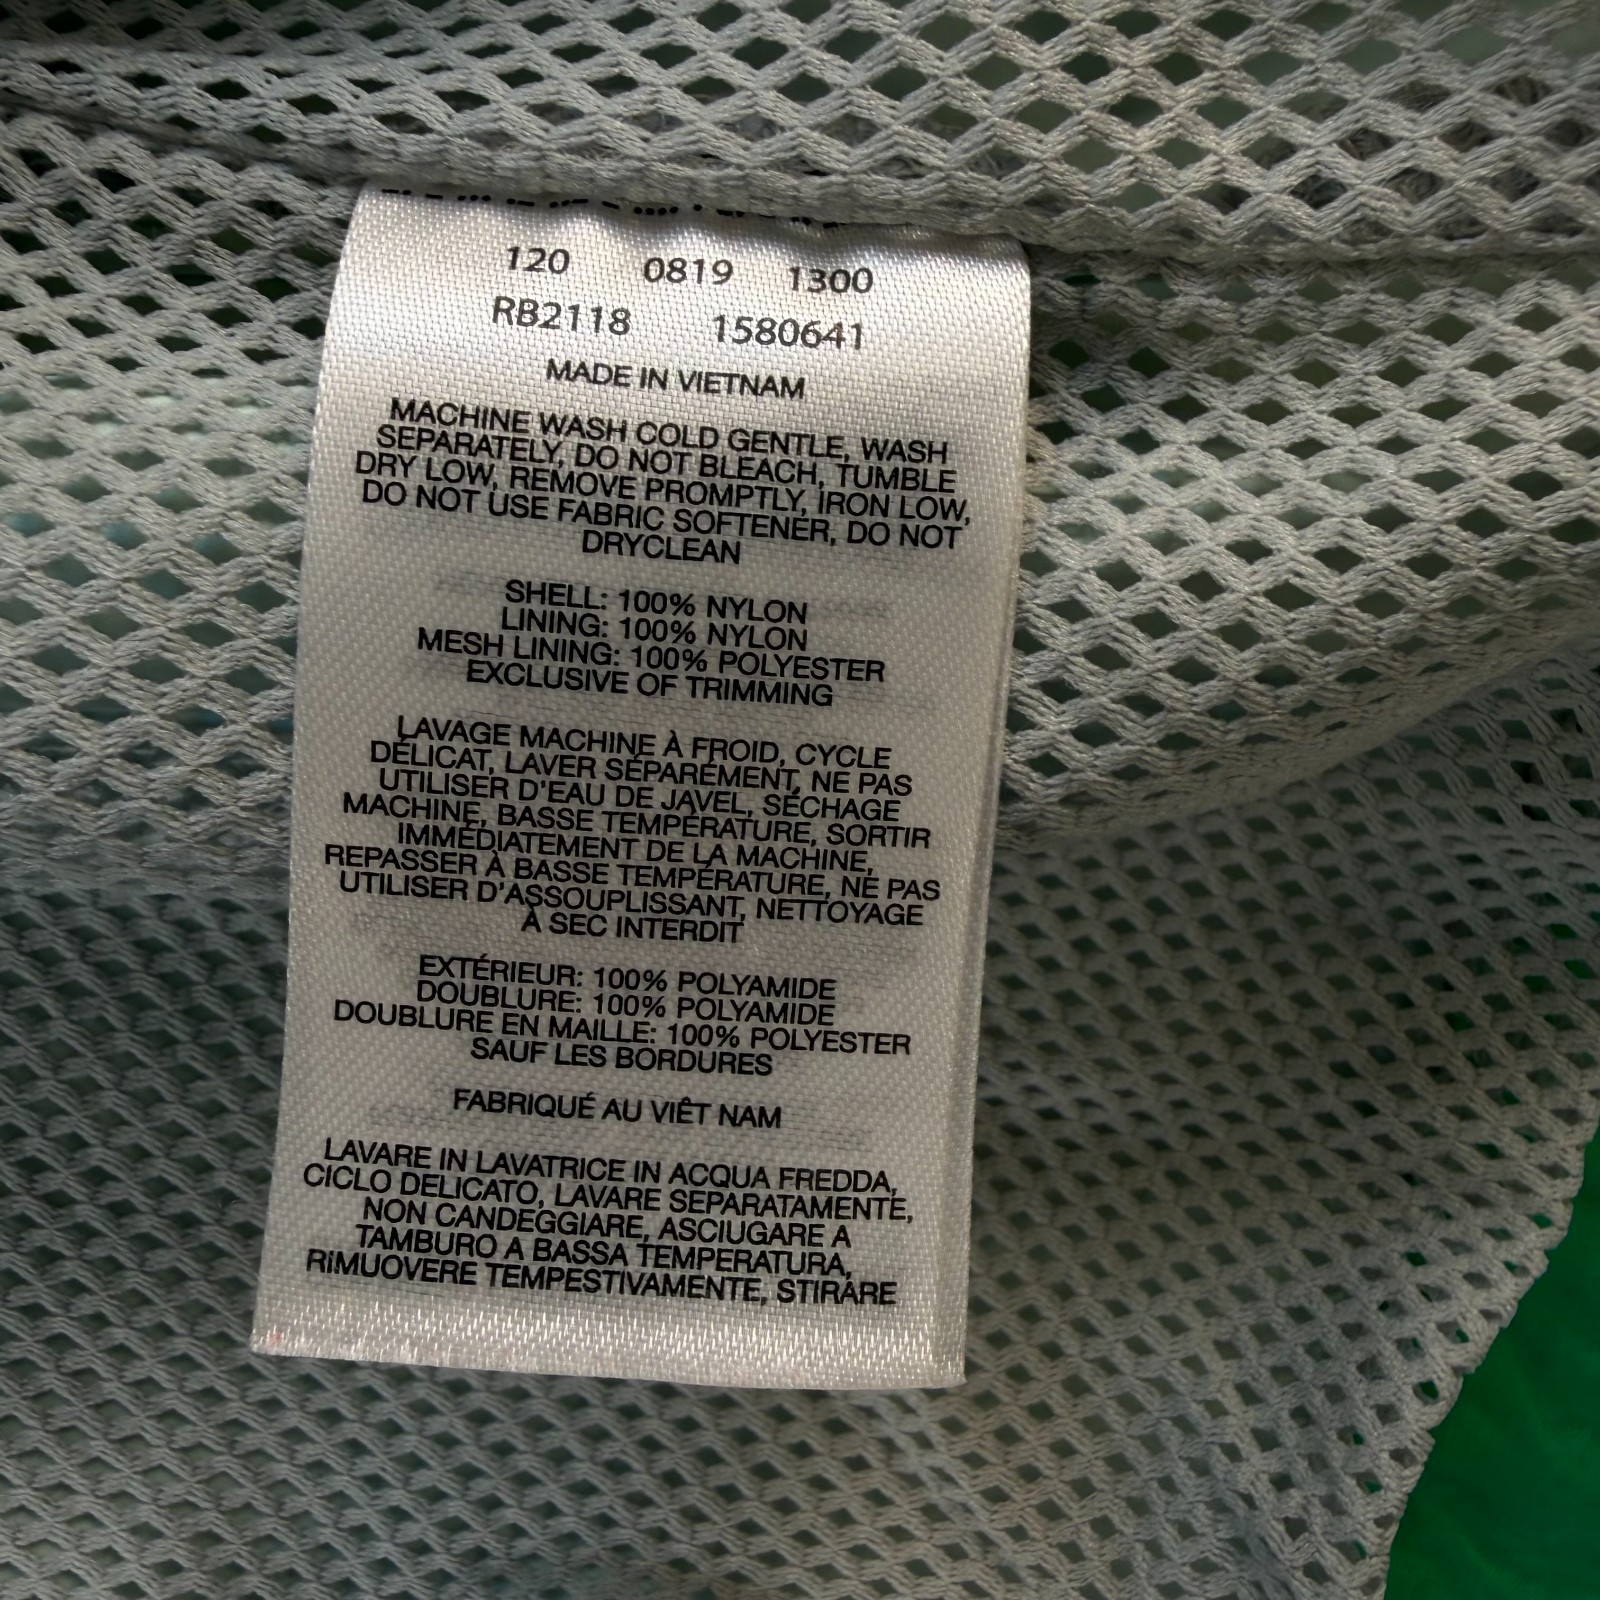 120 0819 1300
RB2118 1580641
MADE IN VIETNAM
MACHINE WASH COLD GENTLE, WASH
SEPARATELY, DO NOT BLEACH, TUMBLE
DRY LOW, REMOVE PROMPTLY, IRON LOW,
DO NOT USE FABRIC SOFTENER, DO NOT
DRYCLEAN
SHELL: 100% NYLON
LINING: 100% NYLON
MESH LINING: 100% POLYESTER
EXCLUSIVE OF TRIMMING
LAVAGE MACHINE À FROID, CYCLE
DÉLICAT, LAVER SÉPARÉMENT, NE PAS
UTILISER D'EAU DE JAVEL, SÉCHAGE
MACHINE, BASSE TEMPÉRATURE, SORTIR
IMMÉDIATEMENT DE LA MACHINE,
REPASSER À BASSE TEMPÉRATURE, NE PAS
UTILISER D'ASSOUPLISSANT, NETTOYAGE
À SEC INTERDIT
EXTÉRIEUR: 100% POLYAMIDE
DOUBLURE: 100% POLYAMIDE
DOUBLURE EN MAILLE: 100% POLYESTER
SAUF LES BORDURES
FABRIQUÉ AU VIÊT NAM
LAVARE IN LAVATRICE IN ACQUA FREDDA,
CICLO DELICATO, LAVARE SEPARATAMENTE,
NON CANDEGGIARE, ASCIUGARE A
TAMBURO A BASSA TEMPERATURA,
RIMUOVERE TEMPESTIVAMENTE, STIRARE